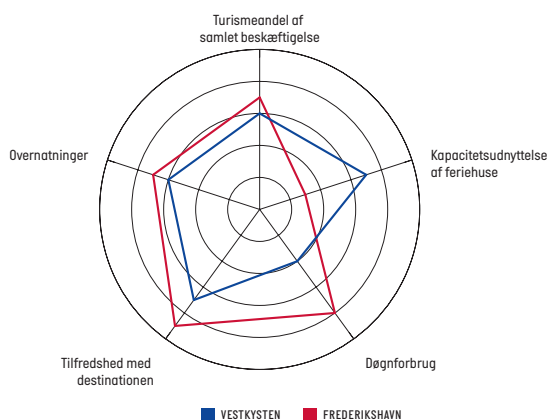 Turismeandel af
samlet beskæftigelse
Overnatninger
Kapacitetsudnyttelse
af feriehuse
Tilfredshed med
destinationen
Døgnforbrug
VESTKYSTEN
FREDERIKSHAVN